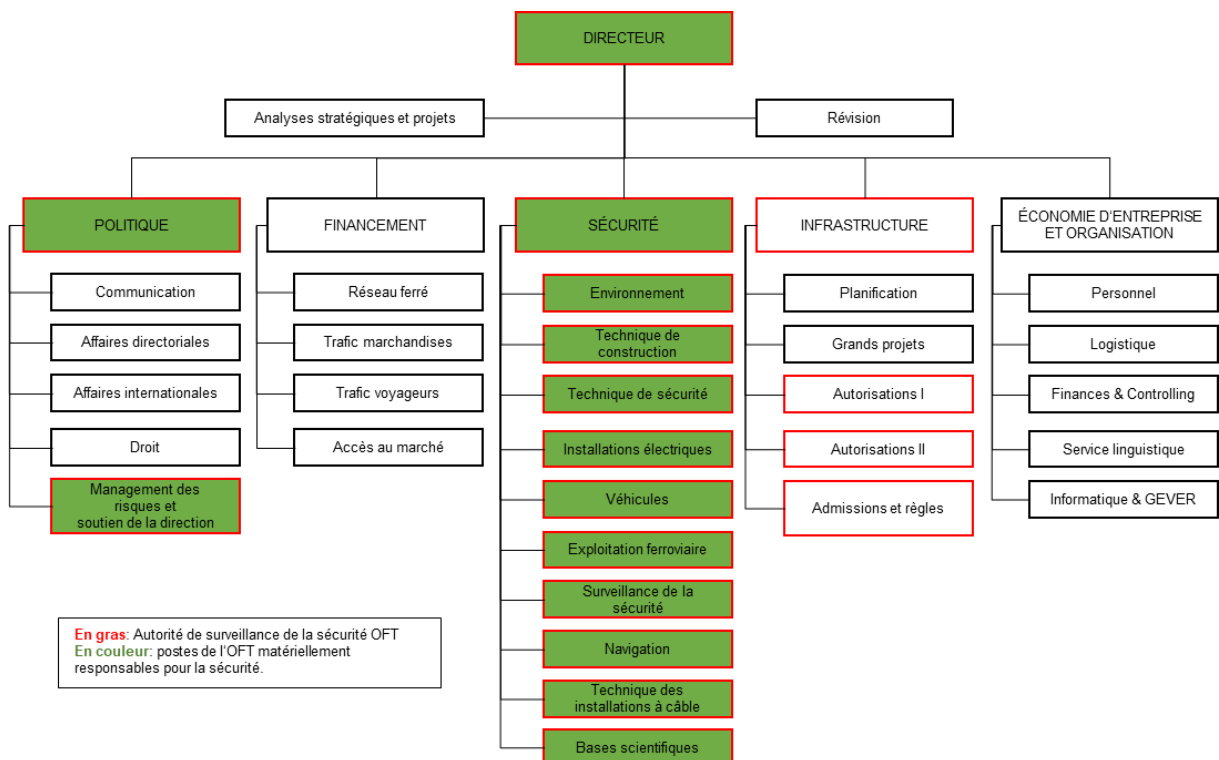 DIRECTEUR
Analyses stratégiques et projets
Révision
POLITIQUE
FINANCEMENT
SÉCURITÉ
INFRASTRUCTURE
ÉCONOMIE D'ENTREPRISE
ET ORGANISATION
Communication
Affaires directoriales
Affaires internationales
Droit
Management des
risques et
soutien de la direction
Réseau ferré
Trafic marchandises
Trafic voyageurs
Accès au marché
Environnement
Technique de
construction
Technique de sécurité
Installations électriques
Véhicules
Exploitation ferroviaire
Surveillance de la
sécurité
Navigation
Technique des
installations à câble
Bases scientifiques
Planification
Grands projets
Autorisations I
Autorisations II
Admissions et règles
Personnel
Logistique
Finances & Controlling
Service linguistique
Informatique & GEVER
En gras: Autorité de surveillance de la sécurité OFT
En couleur: postes de l'OFT matériellement
responsables pour la sécurité.